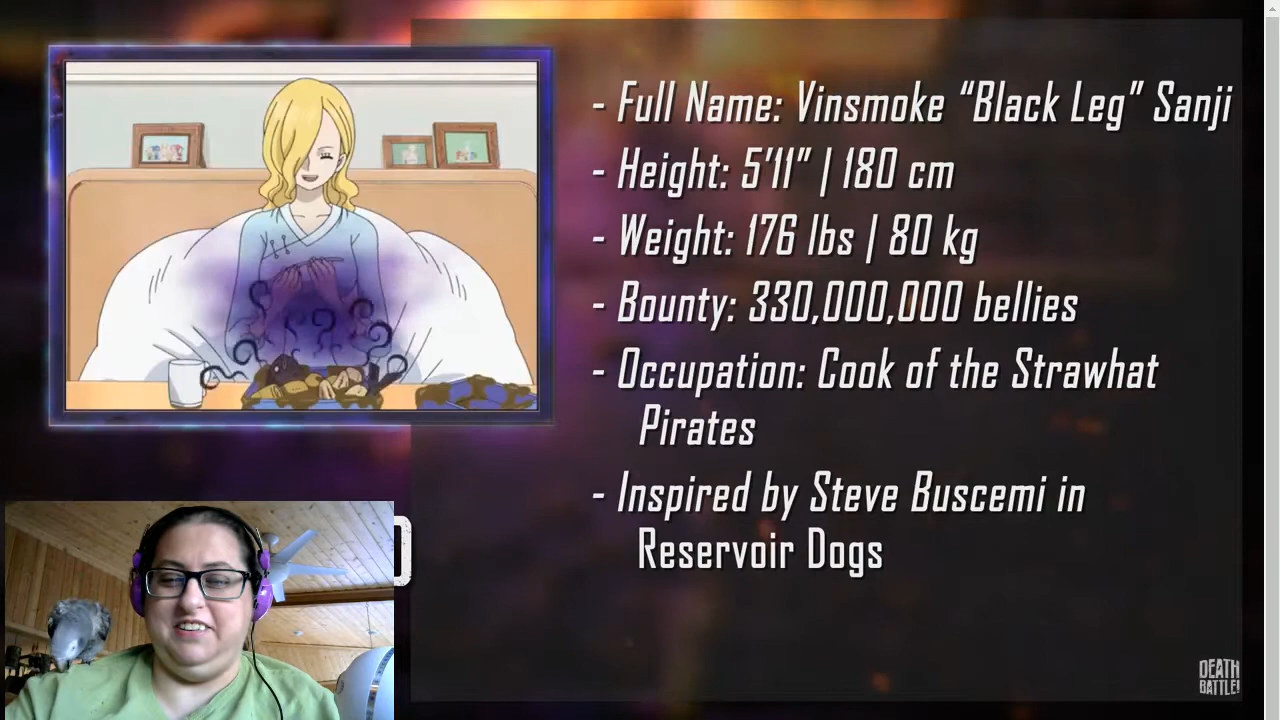 - Full Name: Vinsmoke “Black Leg” Sanji
- Height: 5’11” | 180 cm
- Weight: 176 lbs | 80 kg
- Bounty: 330,000,000 bellies
- Occupation: Cook of the Strawhat
Pirates
- Inspired by Steve Buscemi in
Reservoir Dogs
DEATH
BATTLE!